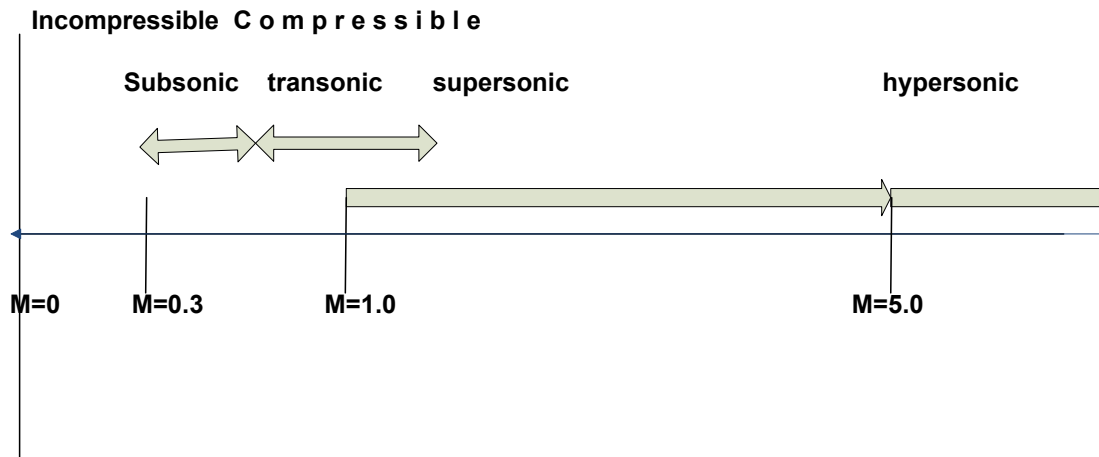 Incompressible C o m p r e s s i b l e
Subsonic transonic supersonic hypersonic
M=0 M=0.3 M=1.0 M=5.0